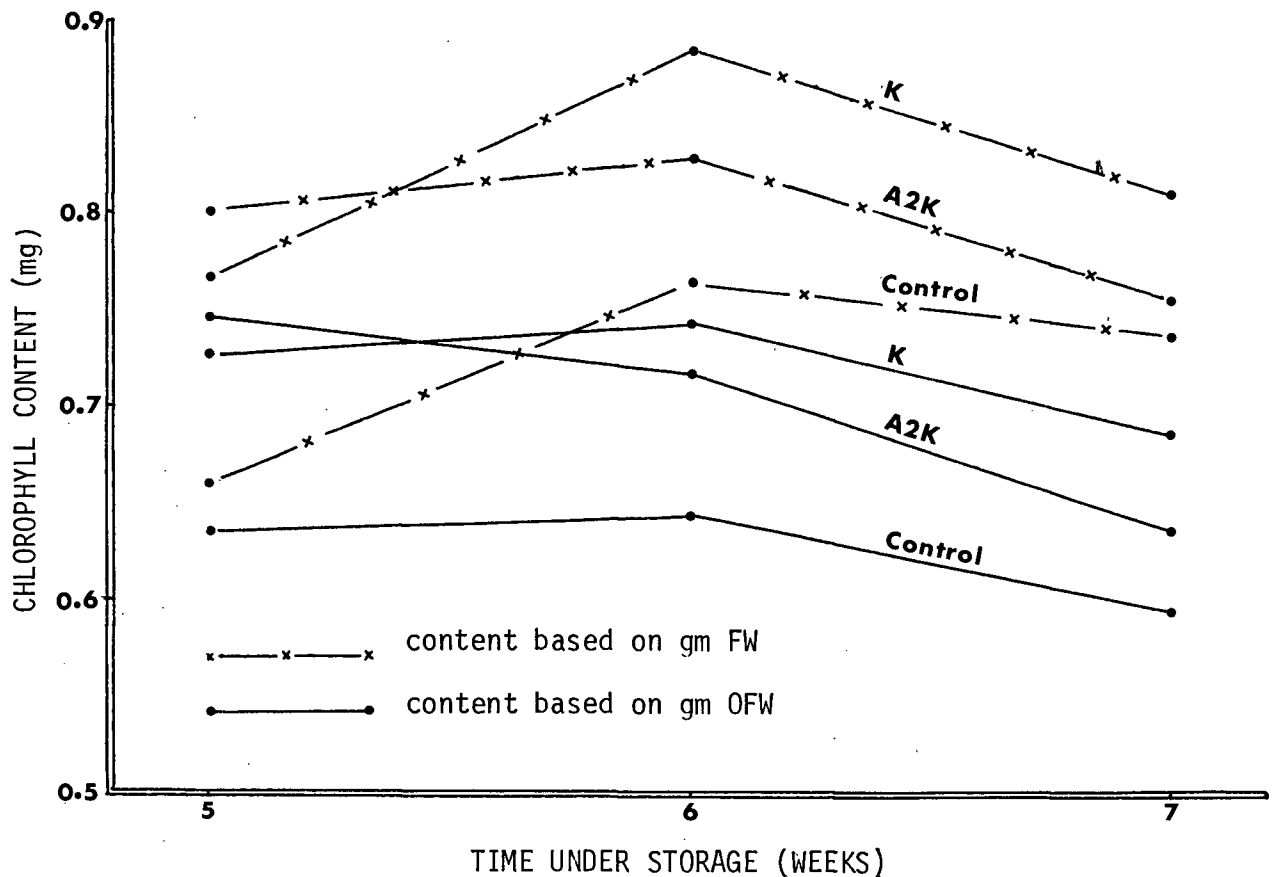 0.9
K
0.8
A2K
Control
K
0.7
A2K
Control
0.6
content based on gm FW
content based on gm OFW
0.5
5 6 7
CHLOROPHYLL CONTENT (mg)
TIME UNDER STORAGE (WEEKS)